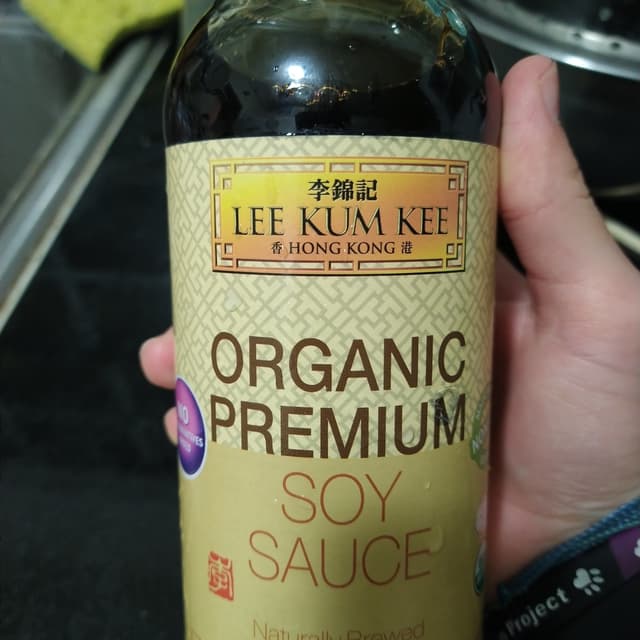 李錦記
LEE KUM KEE
香 HONG KONG 港
ORGANIC
PREMIUM
SOY
SAUCE
Naturally Brewed
Project